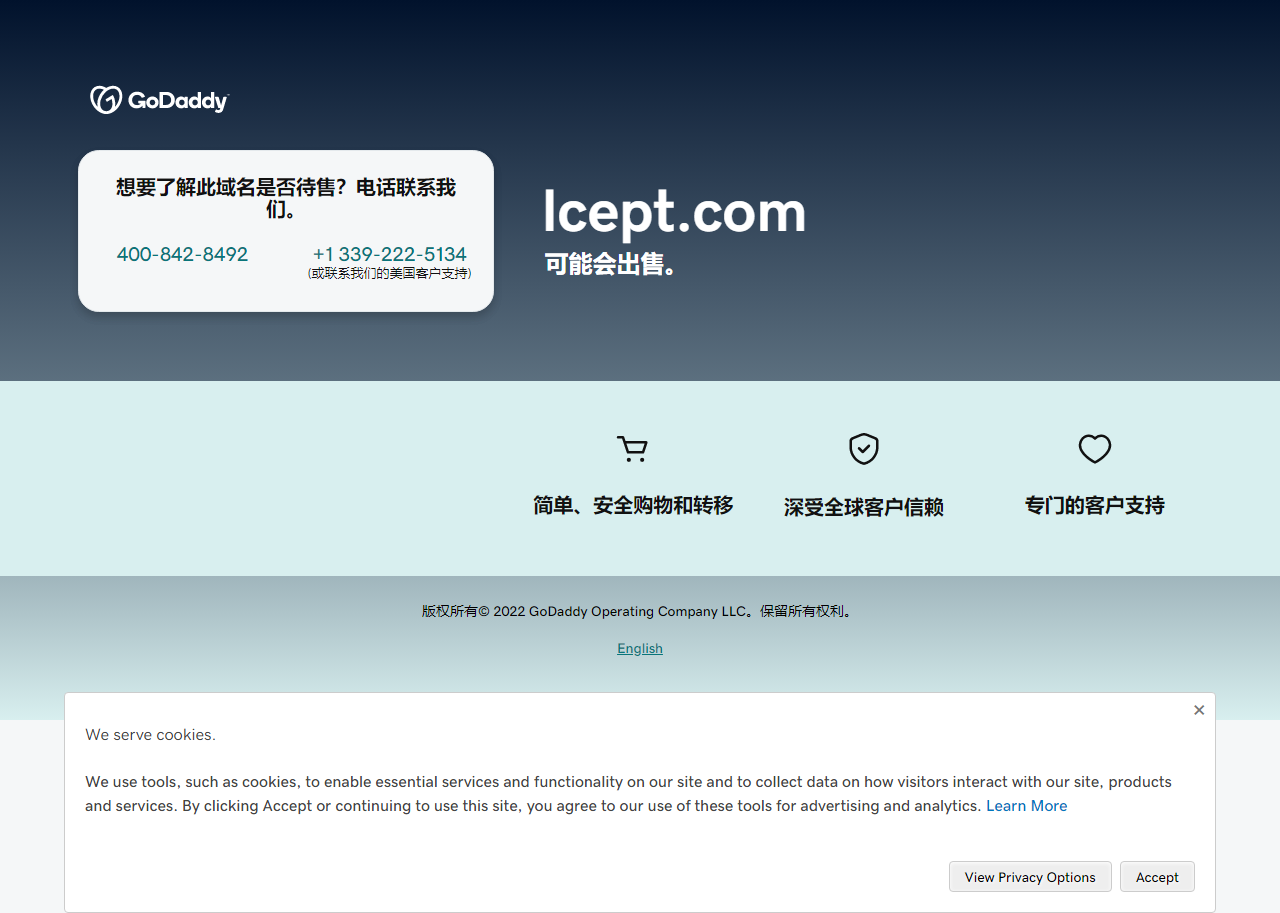 GoDaddy
想要了解此域名是否待售？电话联系我
们。
400-842-8492
+1 339-222-5134
(或联系我们的美国客户支持)
lcept.com
可能会出售。
简单、安全购物和转移
深受全球客户信赖
专门的客户支持
版权所有© 2022 GoDaddy Operating Company LLC。保留所有权利。
English
We serve cookies.
We use tools, such as cookies, to enable essential services and functionality on our site and to collect data on how visitors interact with our site, products
and services. By clicking Accept or continuing to use this site, you agree to our use of these tools for advertising and analytics. Learn More
View Privacy Options
Accept